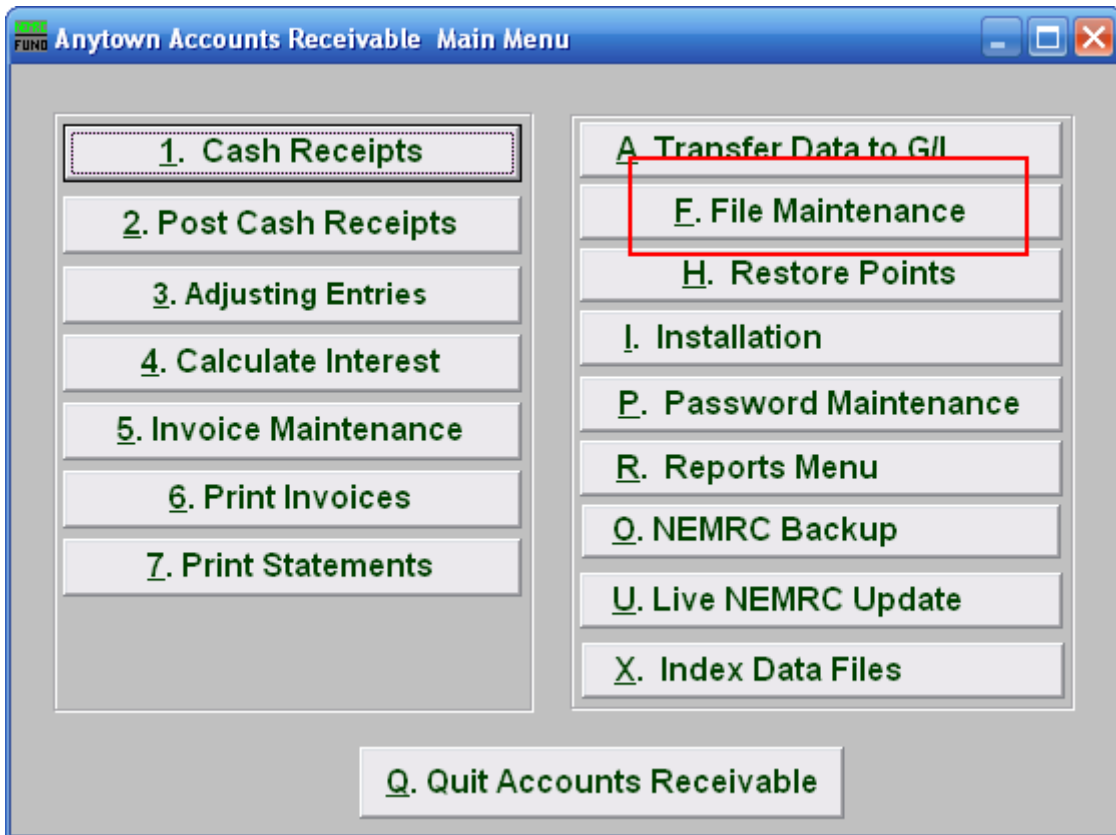 NEMRC
FUND Anytown Accounts Receivable Main Menu
1. Cash Receipts
2. Post Cash Receipts
3. Adjusting Entries
4. Calculate Interest
5. Invoice Maintenance
6. Print Invoices
7. Print Statements
A Transfer Data to G/L
F. File Maintenance
H. Restore Points
I. Installation
P. Password Maintenance
R. Reports Menu
O. NEMRC Backup
U. Live NEMRC Update
X. Index Data Files
Q. Quit Accounts Receivable